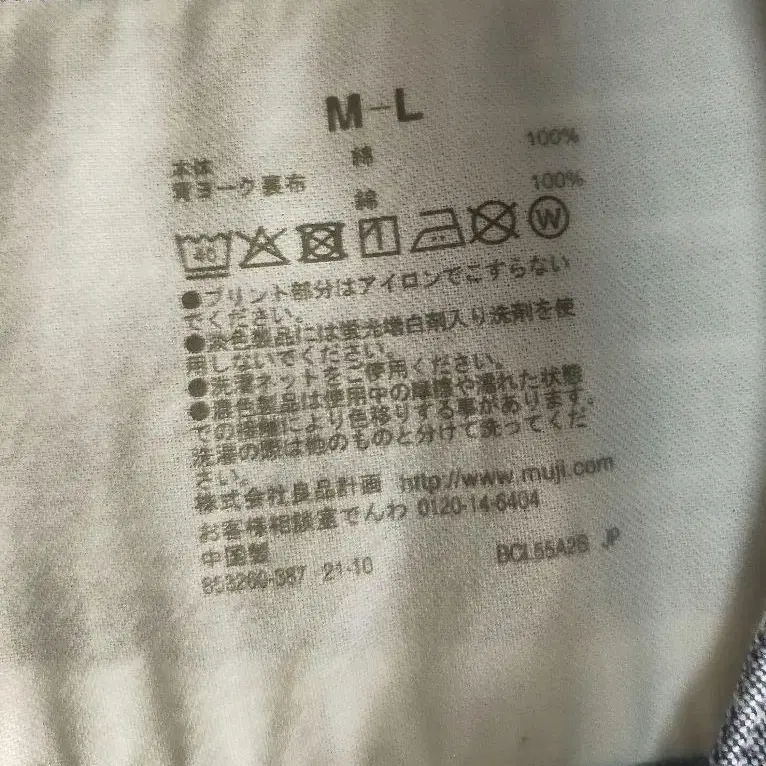 M-L
本体 綿 100%
背ヨーク裏布 綿 100%
40 W
●プリント部分はアイロンでこすらない
でください。
●淡色製品には蛍光増白剤入り洗剤を使
用しないでください。
●洗濯ネットをご使用ください。
●濃色製品は使用中の摩擦や濡れた状態
での接触により色移りする事があります。
洗濯の際は他のものと分けて洗ってくだ
さい。
株式会社良品計画 http://www.muji.com
お客様相談室でんわ 0120-14-6404
中国製
21-10 JP